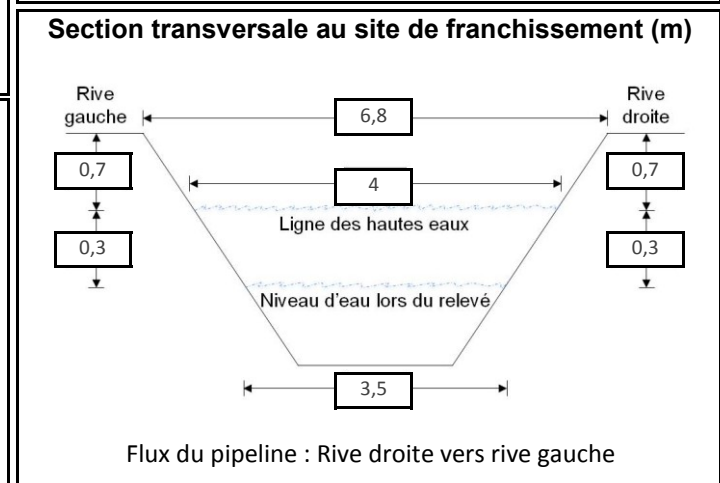 Section transversale au site de franchissement (m)
Rive
gauche
6,8
Rive
droite
0,7
4
0,7
Ligne des hautes eaux
0,3
0,3
Niveau d'eau lors du relevé
3,5
Flux du pipeline : Rive droite vers rive gauche